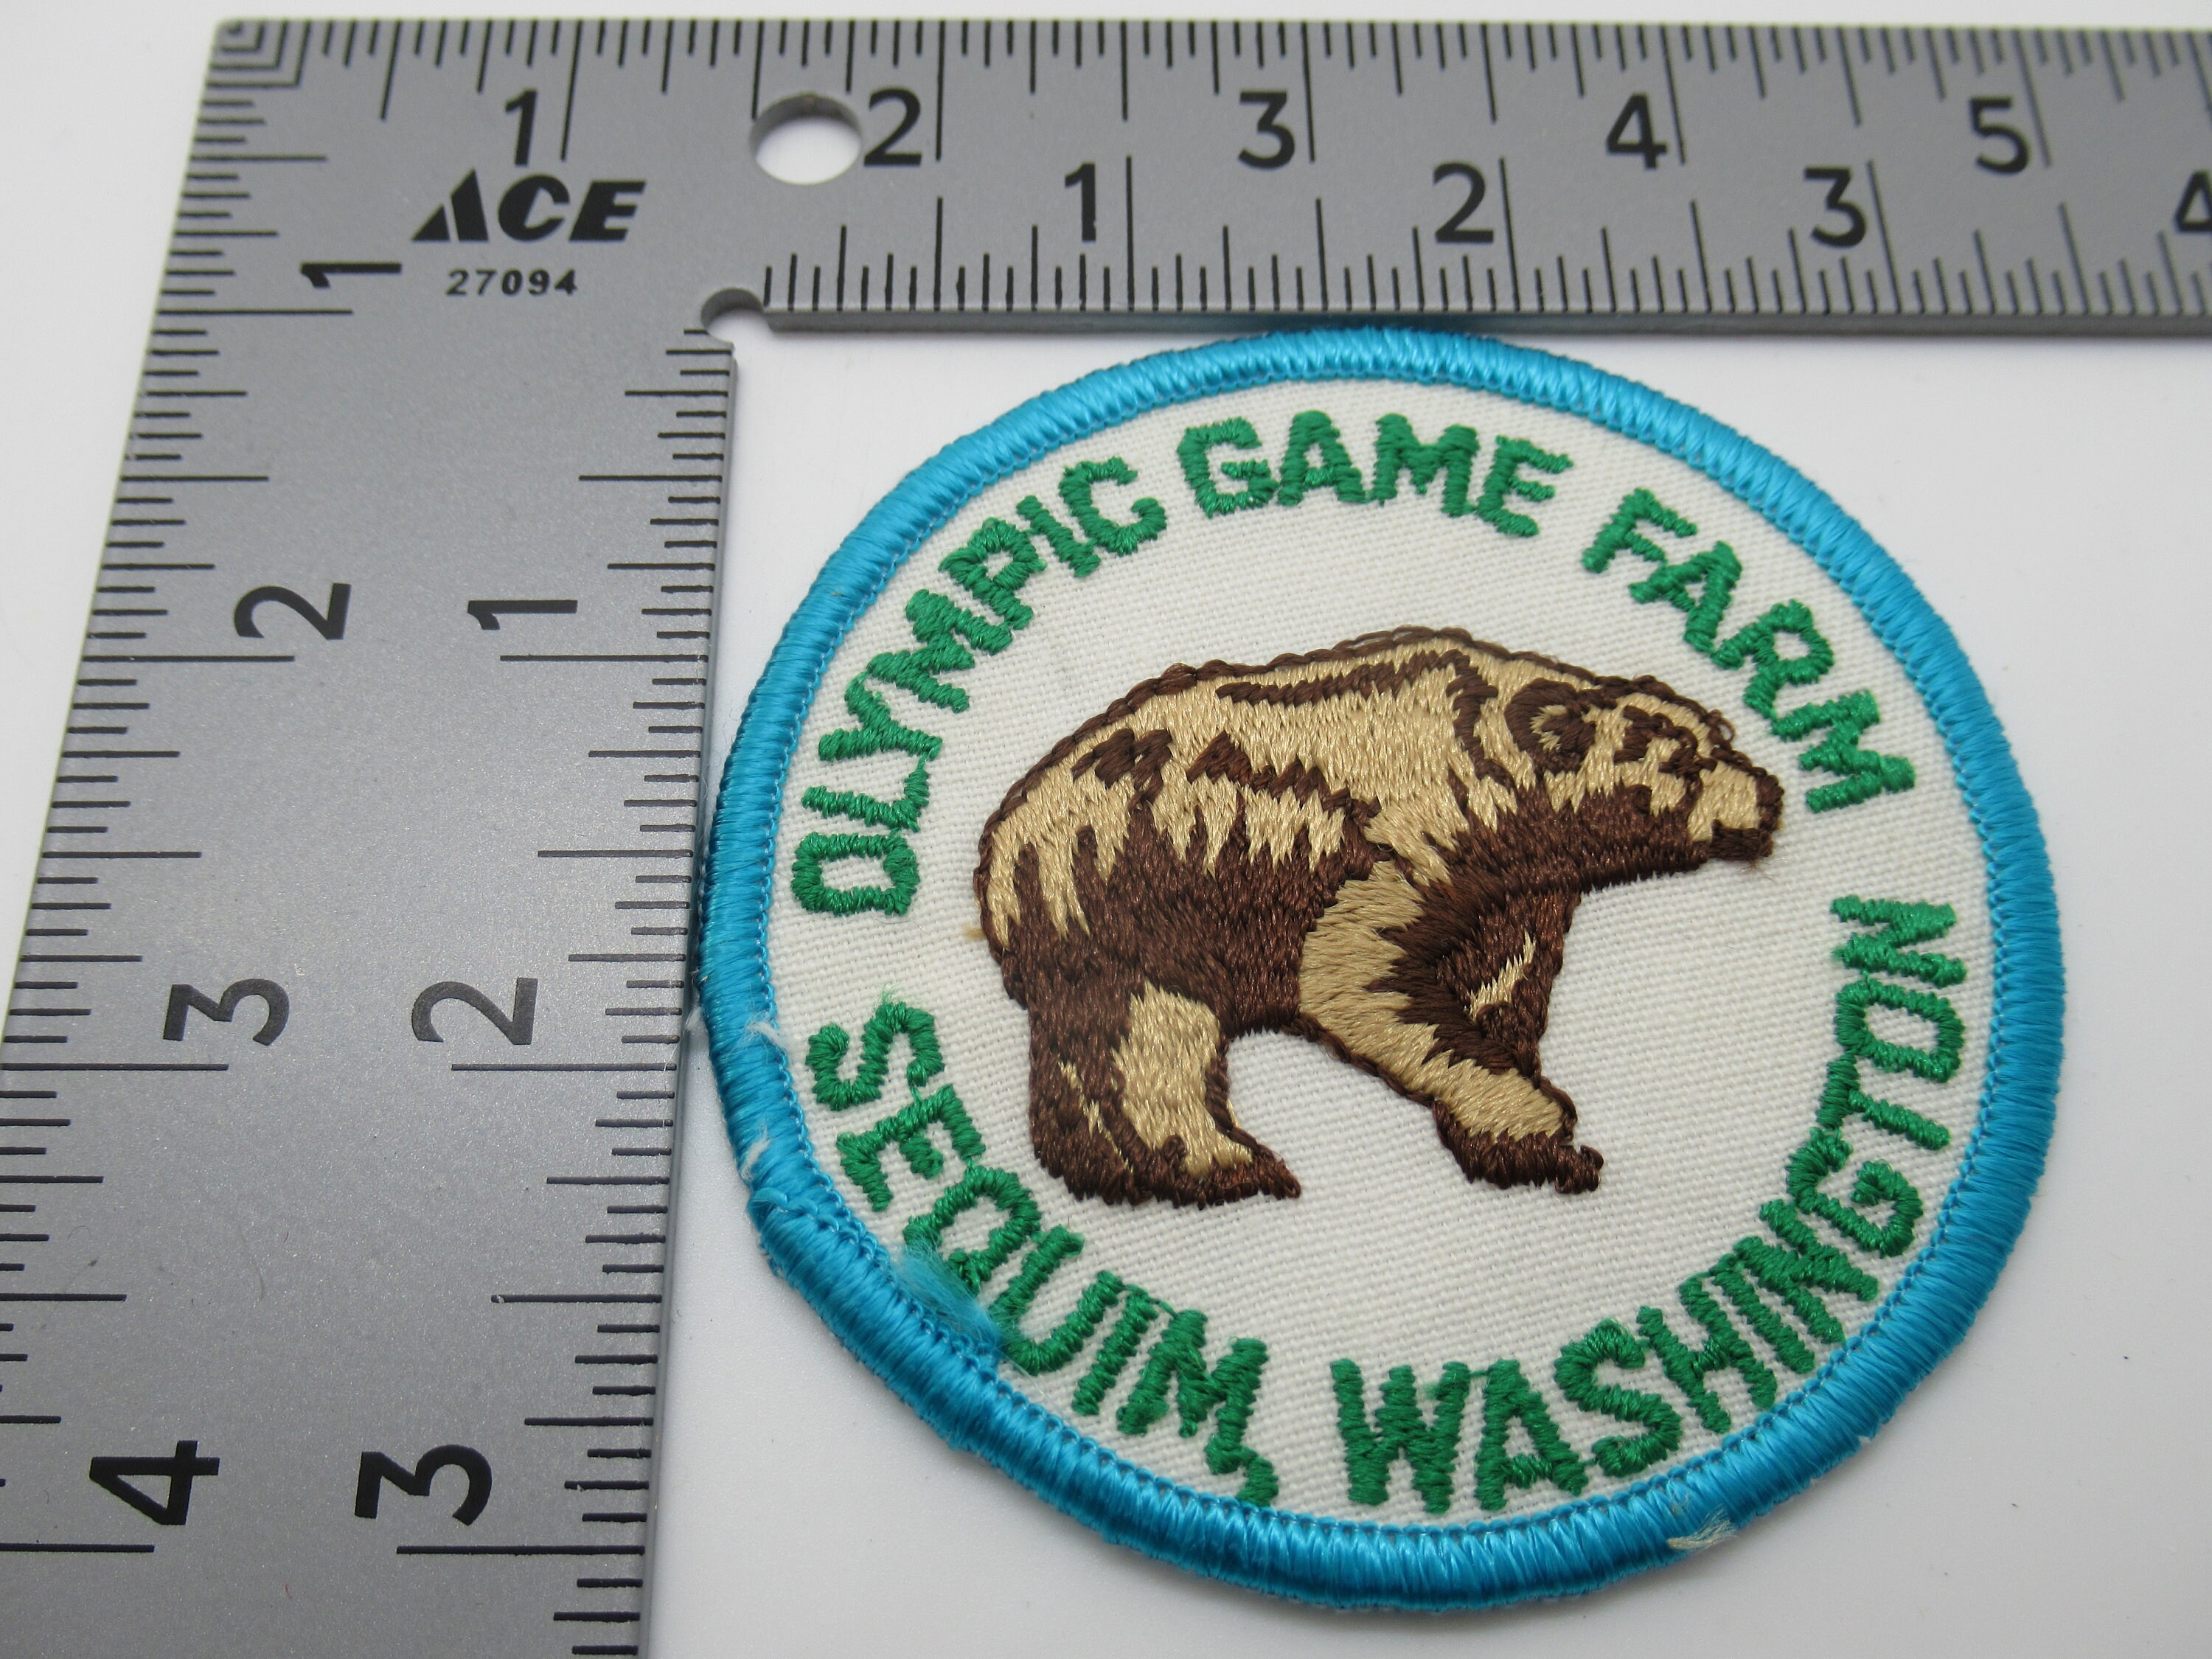 1 2 3 4 5
ACE
27094
1 2 3 4
1 2 3 4
1 2 3
OLYMPIC GAME FARM
SEQUIM, WASHINGTON